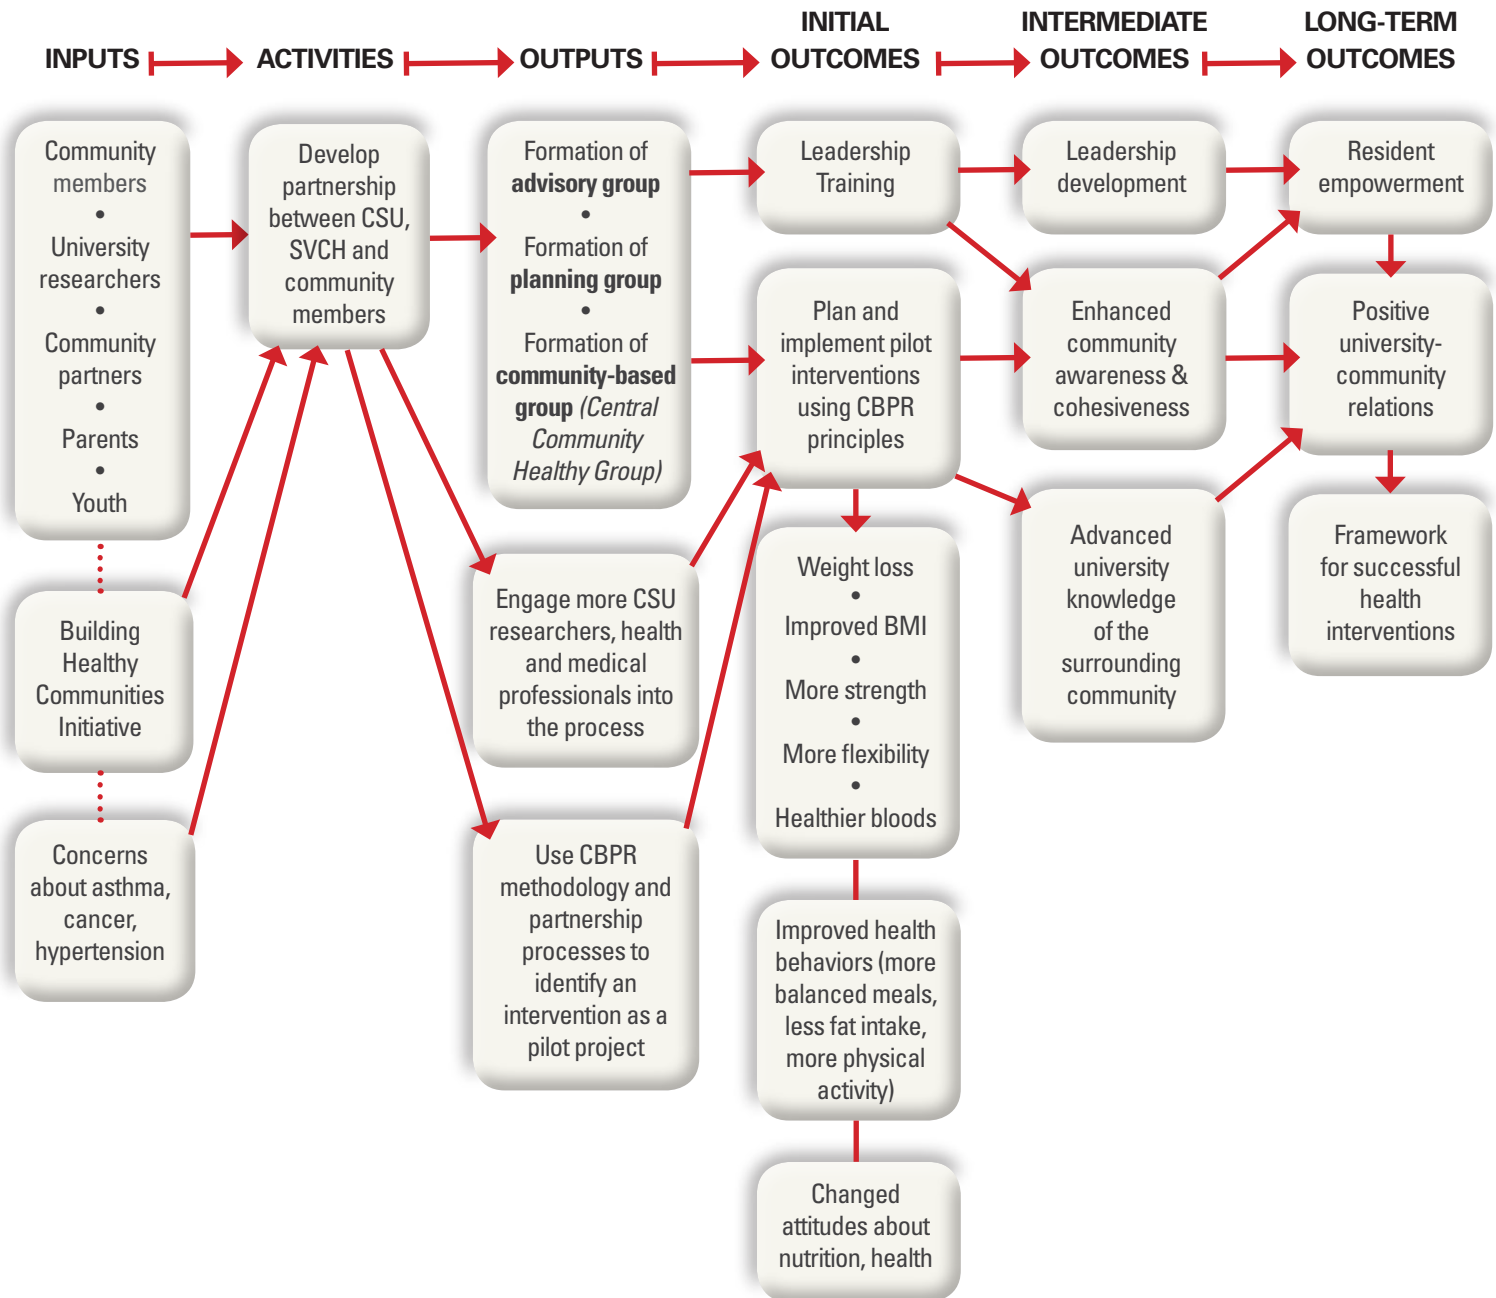 INPUTS
ACTIVITIES
OUTPUTS
INITIAL
OUTCOMES
INTERMEDIATE
OUTCOMES
LONG-TERM
OUTCOMES
Community
members
•
University
researchers
•
Community
partners
•
Parents
•
Youth
Building
Healthy
Communities
Initiative
Concerns
about asthma,
cancer,
hypertension
Develop
partnership
between CSU,
SVCH and
community
members
Formation of
advisory group
•
Formation of
planning group
•
Formation of
community-based
group (Central
Community
Healthy Group)
Engage more CSU
researchers, health
and medical
professionals into
the process
Use CBPR
methodology and
partnership
processes to
identify an
intervention as a
pilot project
Leadership
Training
Plan and
implement pilot
interventions
using CBPR
principles
Weight loss
•
Improved BMI
•
More strength
•
More flexibility
•
Healthier bloods
Improved health
behaviors (more
balanced meals,
less fat intake,
more physical
activity)
Changed
attitudes about
nutrition, health
Leadership
development
Enhanced
community
awareness &
cohesiveness
Advanced
university
knowledge
of the
surrounding
community
Resident
empowerment
Positive
university-
community
relations
Framework
for successful
health
interventions